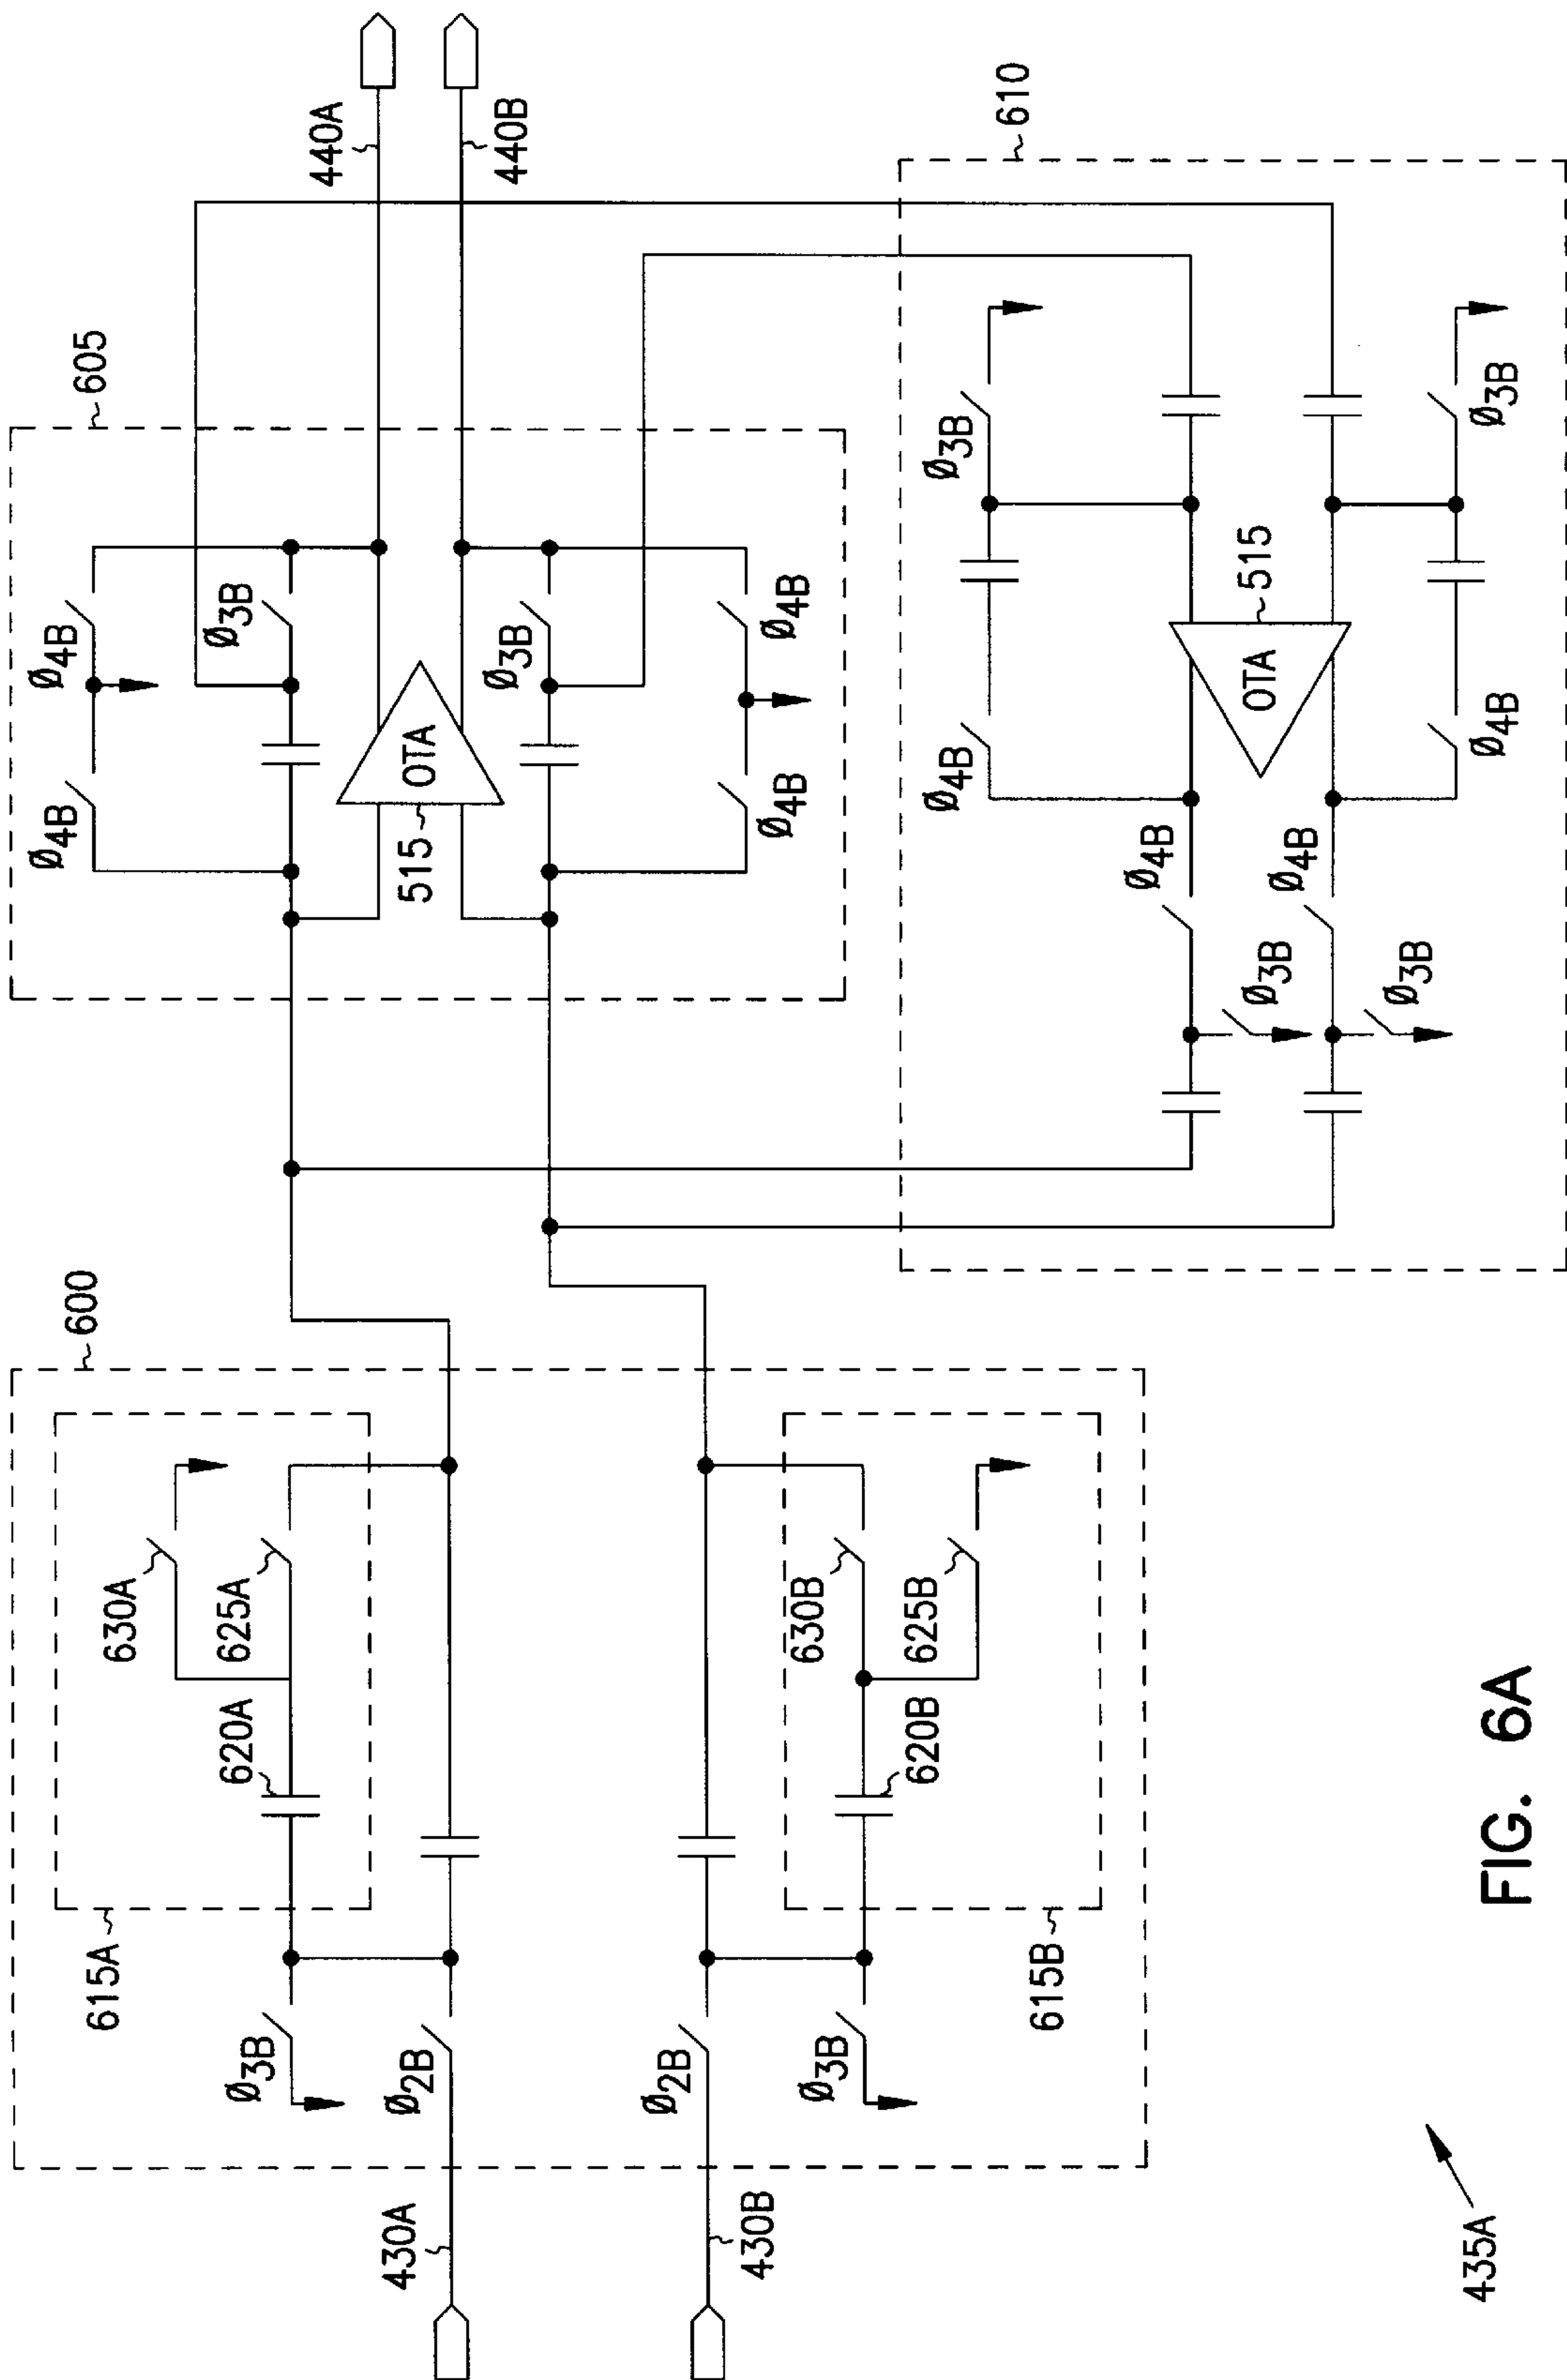 440A
440B
605
610
Ø4B
Ø3B
Ø4B
OTA
515
Ø3B
Ø4B
Ø4B
Ø3B
Ø4B
OTA
515
Ø3B
Ø4B
Ø4B
Ø3B
Ø4B
Ø3B
600
630A
625A
620A
615A
Ø3B
Ø2B
430A
630B
625B
620B
615B
Ø2B
Ø3B
430B
435A
FIG. 6A